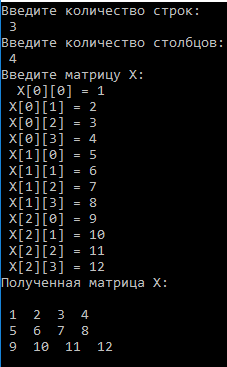 Введите количество строк:
3
Введите количество столбцов:
4
Введите матрицу X:
X[0][0] = 1
X[0][1] = 2
X[0][2] = 3
X[0][3] = 4
X[1][0] = 5
X[1][1] = 6
X[1][2] = 7
X[1][3] = 8
X[2][0] = 9
X[2][1] = 10
X[2][2] = 11
X[2][3] = 12
Полученная матрица X:
1 2 3 4
5 6 7 8
9 10 11 12